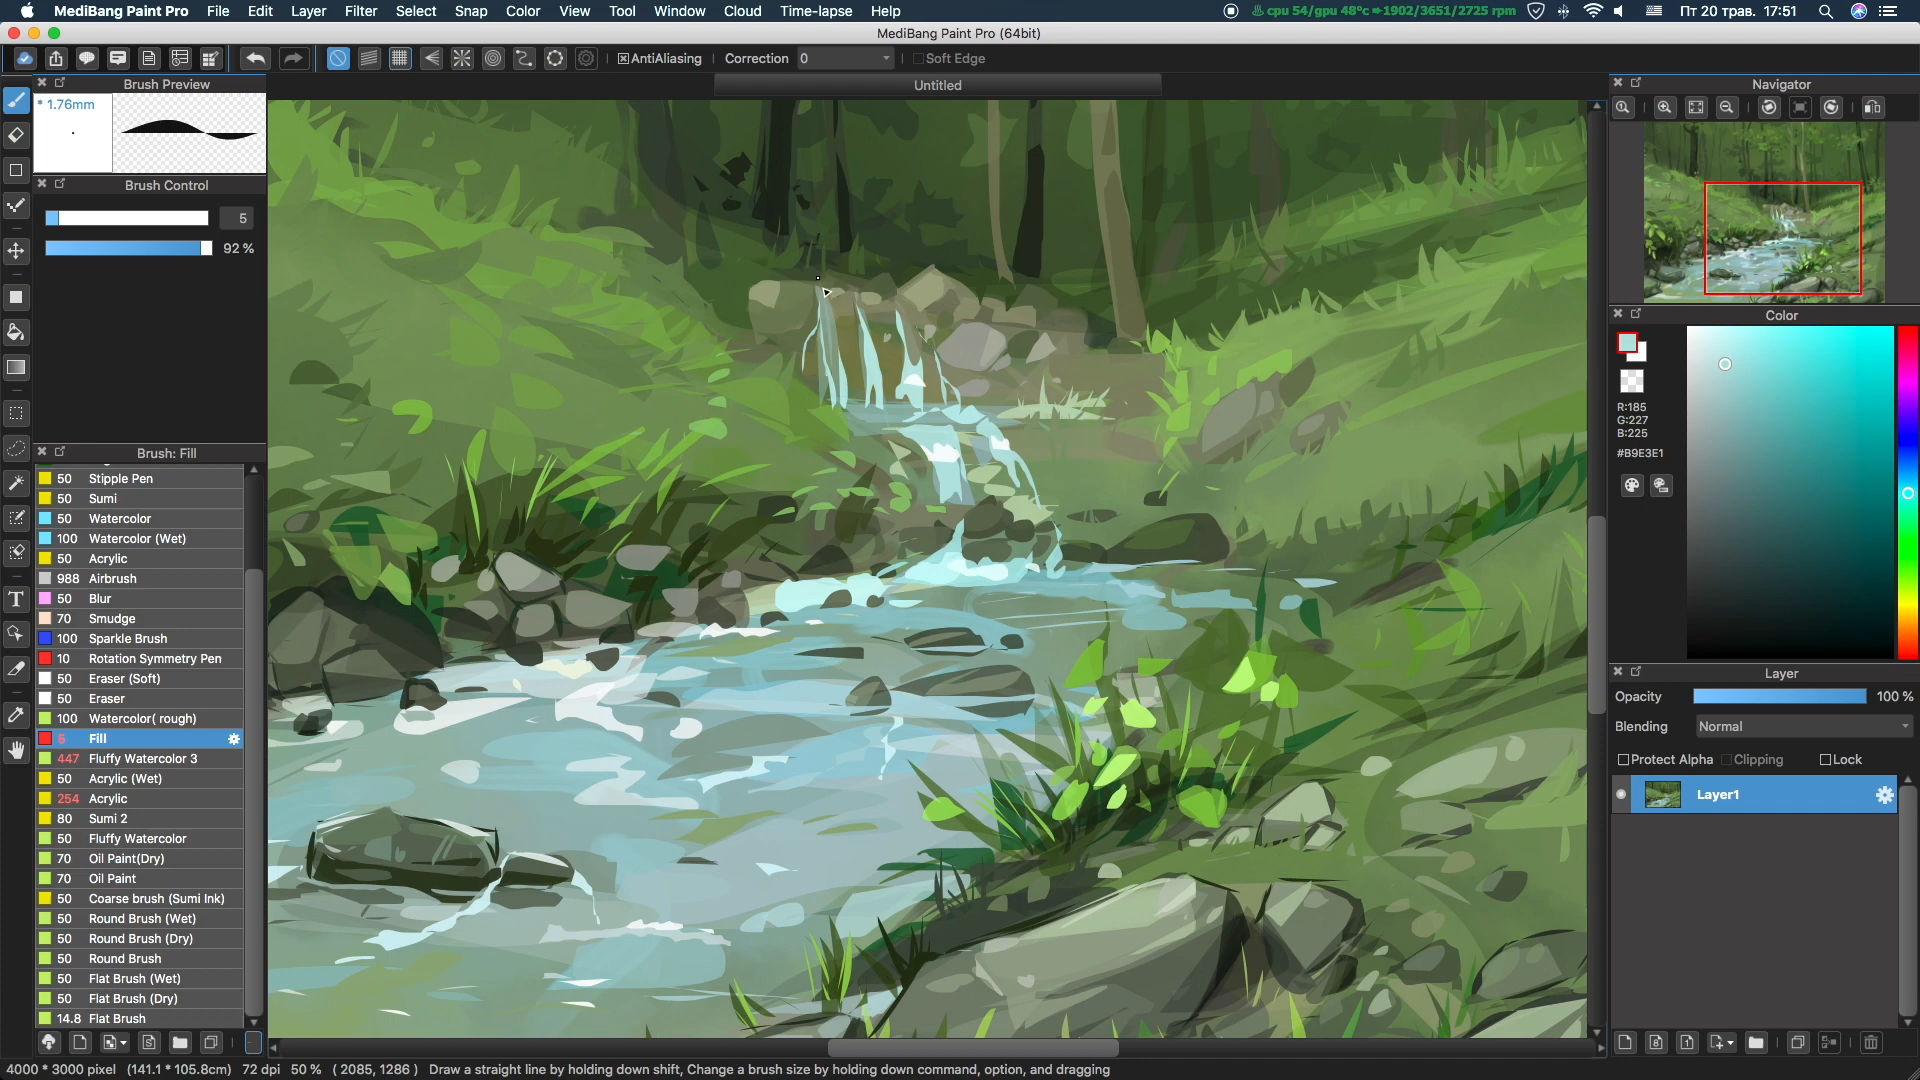 MediBang Paint Pro File Edit Layer Filter Select Snap Color View Tool Window Cloud Time-lapse Help cpu 54/gpu 48°c 1902/3651/2725 rpm Пт 20 трав. 17:51
MediBang Paint Pro (64bit)
AntiAliasing Correction 0 Soft Edge
Untitled
Brush Preview
* 1.76mm
Brush Control
5
92 %
Brush: Fill
50 Stipple Pen
50 Sumi
50 Watercolor
100 Watercolor (Wet)
50 Acrylic
988 Airbrush
50 Blur
70 Smudge
100 Sparkle Brush
10 Rotation Symmetry Pen
50 Eraser (Soft)
50 Eraser
100 Watercolor( rough)
5 Fill
447 Fluffy Watercolor 3
50 Acrylic (Wet)
254 Acrylic
80 Sumi 2
50 Fluffy Watercolor
70 Oil Paint(Dry)
70 Oil Paint
50 Coarse brush (Sumi Ink)
50 Round Brush (Wet)
50 Round Brush (Dry)
50 Round Brush
50 Flat Brush (Wet)
50 Flat Brush (Dry)
14.8 Flat Brush
Navigator
Color
R:185
G:227
B:225
#B9E3E1
Layer
Opacity 100 %
Blending Normal
Protect Alpha Clipping Lock
Layer1
4000 * 3000 pixel (141.1 * 105.8cm) 72 dpi 50 % ( 2085, 1286 ) Draw a straight line by holding down shift, Change a brush size by holding down command, option, and dragging